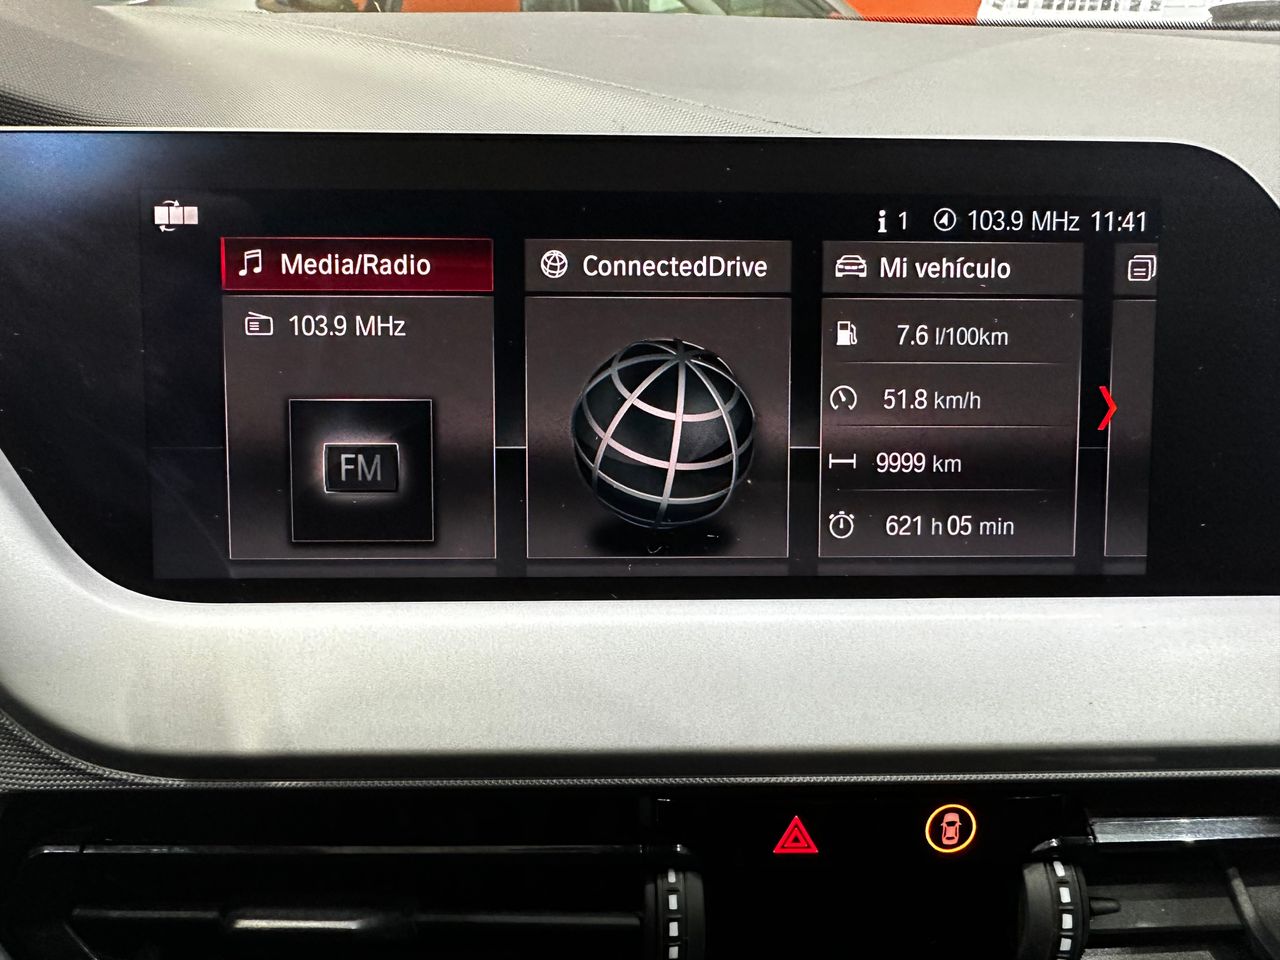 1 103.9 MHz 11:41
Media/Radio
103.9 MHz
FM
ConnectedDrive
Mi vehículo
7.6 l/100km
51.8 km/h
9999 km
621 h 05 min